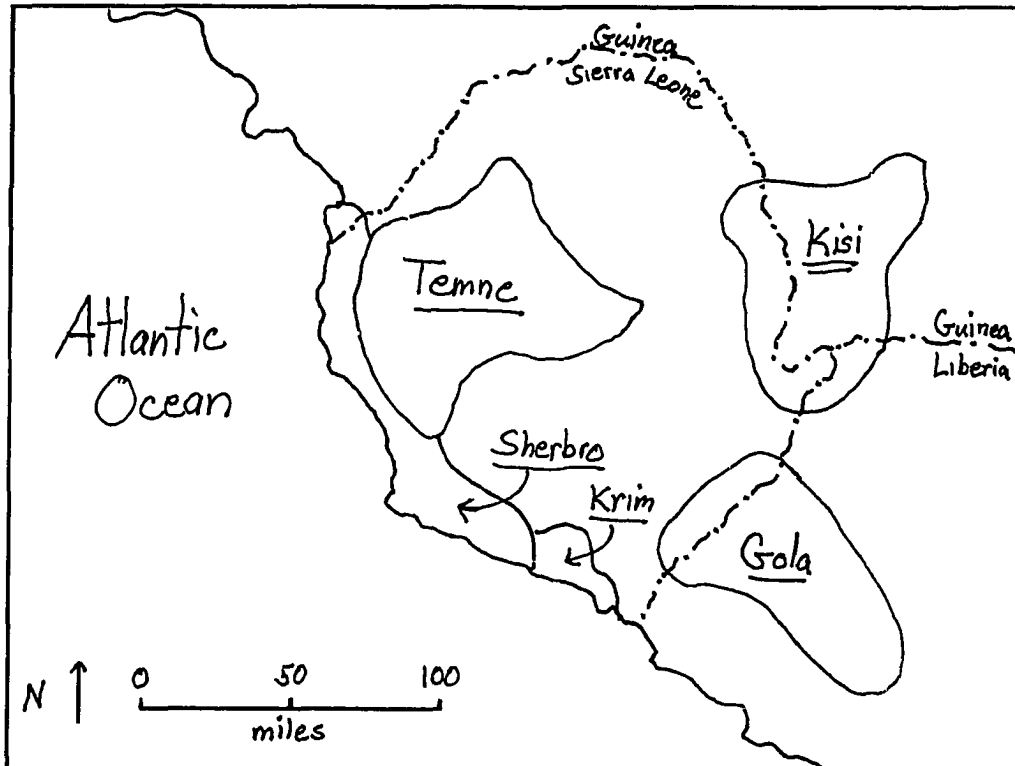 Guinea
Sierra Leone
Kisi
Temne
Atlantic
Ocean
Guinea
Liberia
Sherbro
Krim
Gola
N
0 50 100
miles